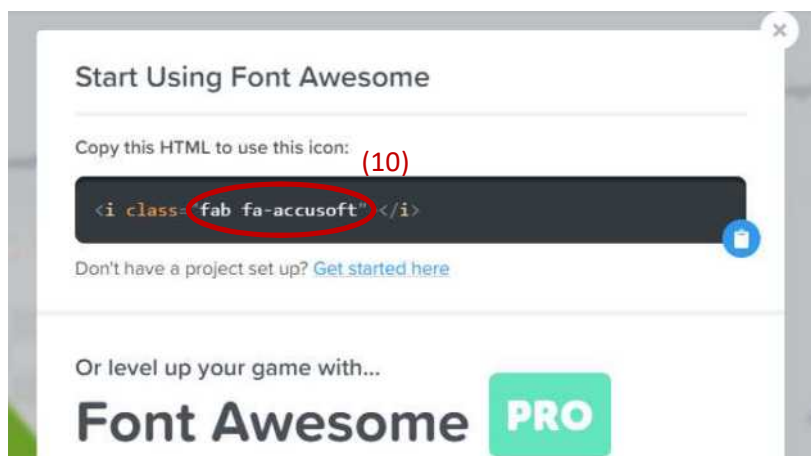 Start Using Font Awesome
Copy this HTML to use this icon:
(10)
<i class="fab fa-accusoft"></i>
Don't have a project set up? Get started here
Or level up your game with...
Font Awesome PRO